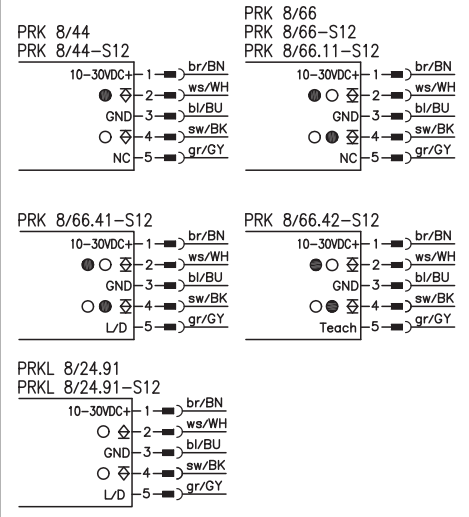 PRK 8/44
PRK 8/44-S12
10-30VDC+ 1 br/BN
2 ws/WH
GND 3 bl/BU
4 sw/BK
NC 5 gr/GY
PRK 8/66
PRK 8/66-S12
PRK 8/66.11-S12
10-30VDC+ 1 br/BN
2 ws/WH
GND 3 bl/BU
4 sw/BK
NC 5 gr/GY
PRK 8/66.41-S12
10-30VDC+ 1 br/BN
2 ws/WH
GND 3 bl/BU
4 sw/BK
L/D 5 gr/GY
PRK 8/66.42-S12
10-30VDC+ 1 br/BN
2 ws/WH
GND 3 bl/BU
4 sw/BK
Teach 5 gr/GY
PRKL 8/24.91
PRKL 8/24.91-S12
10-30VDC+ 1 br/BN
2 ws/WH
GND 3 bl/BU
4 sw/BK
L/D 5 gr/GY